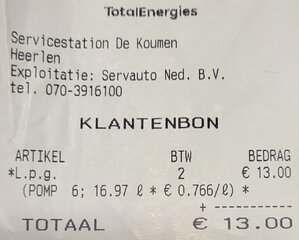 TotalEnergies
Servicestation De Koumen
Heerlen
Exploitatie: Servauto Ned. B.V.
tel. 070-3916100
KLANTENBON
ARTIKEL BTW BEDRAG
*L.p.g. 2 € 13.00
(POMP 6; 16.97 ℓ * € 0.766/ℓ) *
+ ------------
TOTAAL € 13.00